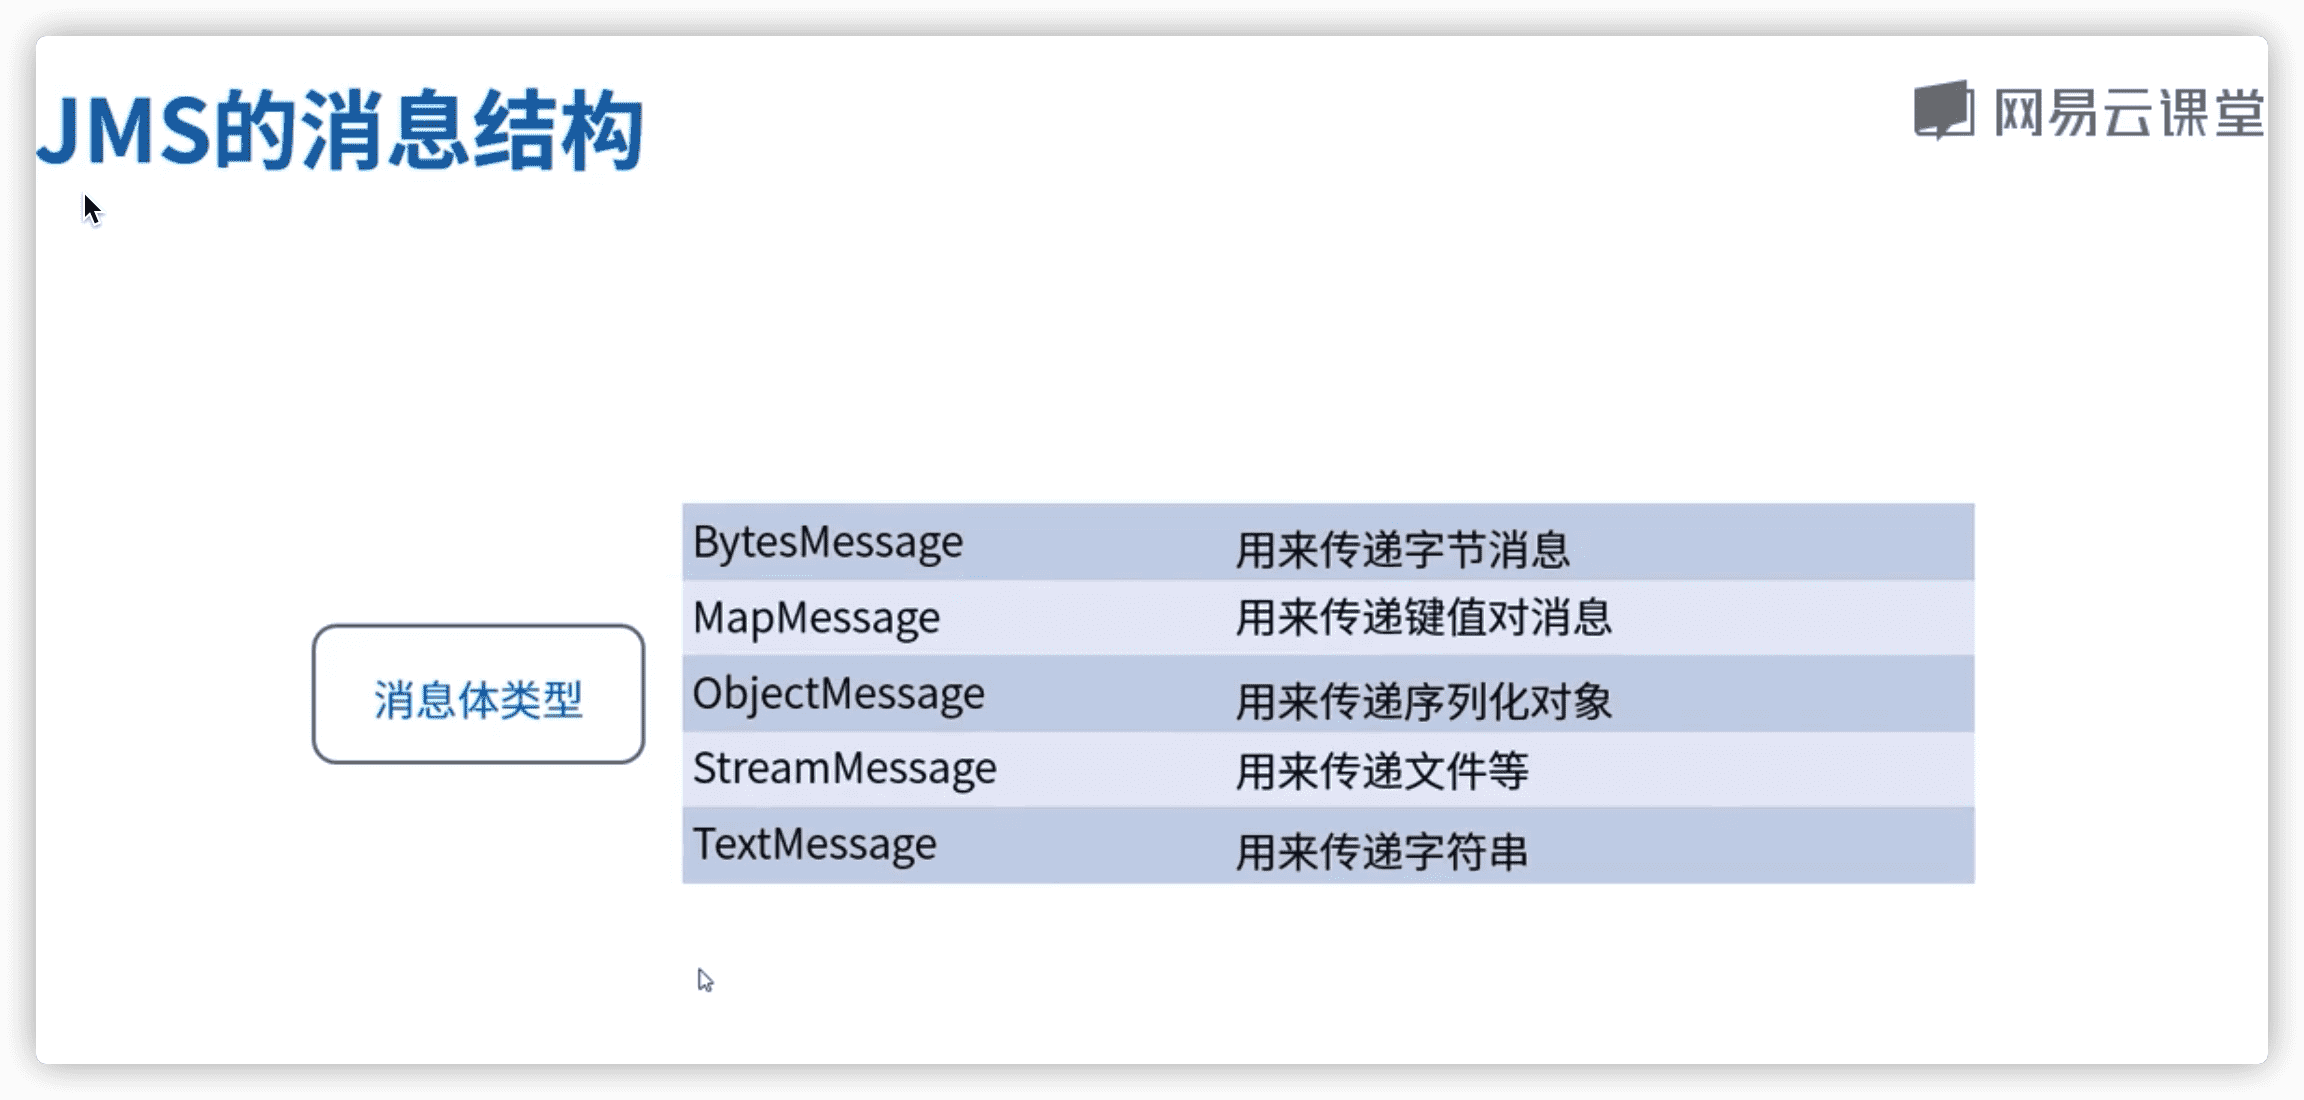 JMS的消息结构
网易云课堂
BytesMessage 用来传递字节消息
MapMessage 用来传递键值对消息
消息体类型
ObjectMessage 用来传递序列化对象
StreamMessage 用来传递文件等
TextMessage 用来传递字符串